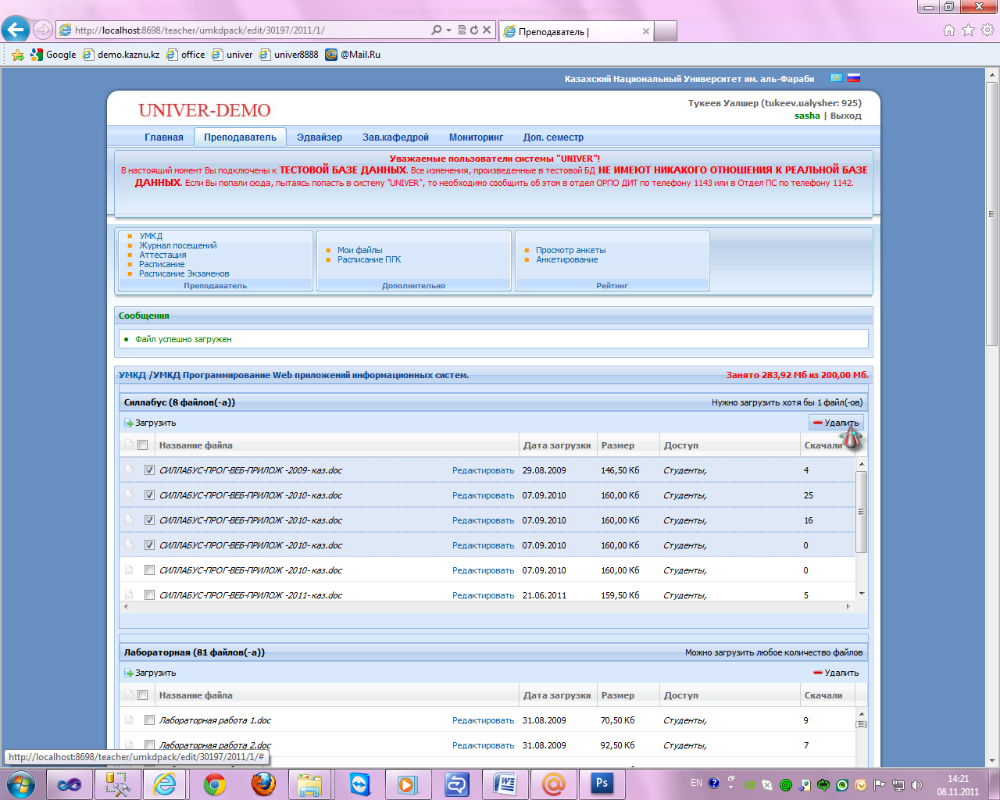 http://localhost:8698/teacher/umkdpack/edit/30197/2011/1/
Преподаватель |
Google demo.kaznu.kz office univer univer8888 @Mail.Ru
Казахский Национальный Университет им. аль-Фараби
UNIVER-DEMO
Тукеев Уалшер (tukeev.ualysher: 925)
sasha | Выход
Главная Преподаватель Эдвайзер Зав.кафедрой Мониторинг Доп. семестр
Уважаемые пользователи системы "UNIVER"!
В настоящий момент Вы подключены к ТЕСТОВОЙ БАЗЕ ДАННЫХ. Все изменения, произведенные в тестовой БД НЕ ИМЕЮТ НИКАКОГО ОТНОШЕНИЯ К РЕАЛЬНОЙ БАЗЕ
ДАННЫХ. Если Вы попали сюда, пытаясь попасть в систему "UNIVER", то необходимо сообщить об этом в отдел ОРПО ДИТ по телефону 1143 или в Отдел ПС по телефону 1142.
УМКД
Журнал посещений
Аттестация
Расписание
Расписание Экзаменов
Преподаватель
Мои файлы
Расписание ПГК
Дополнительно
Просмотр анкеты
Анкетирование
Рейтинг
Сообщения
Файл успешно загружен
УМКД /УМКД Программирование Web приложений информационных систем. Занято 283,92 Мб из 200,00 Мб.
Силлабус (8 файлов(-а)) Нужно загрузить хотя бы 1 файл(-ов)
Загрузить Удалить
Название файла Дата загрузки Размер Доступ Скачали
СИЛЛАБУС-ПРОГ-ВЕБ-ПРИЛОЖ -2009- каз.doc Редактировать 29.08.2009 146,50 Кб Студенты, 4
СИЛЛАБУС-ПРОГ-ВЕБ-ПРИЛОЖ -2010- каз.doc Редактировать 07.09.2010 160,00 Кб Студенты, 25
СИЛЛАБУС-ПРОГ-ВЕБ-ПРИЛОЖ -2010- каз.doc Редактировать 07.09.2010 160,00 Кб Студенты, 16
СИЛЛАБУС-ПРОГ-ВЕБ-ПРИЛОЖ -2010- каз.doc Редактировать 07.09.2010 160,00 Кб Студенты, 0
СИЛЛАБУС-ПРОГ-ВЕБ-ПРИЛОЖ -2010- каз.doc Редактировать 07.09.2010 160,00 Кб Студенты, 0
СИЛЛАБУС-ПРОГ-ВЕБ-ПРИЛОЖ -2011- каз.doc Редактировать 21.06.2011 159,50 Кб Студенты, 5
Лабораторная (81 файлов(-а)) Можно загрузить любое количество файлов
Загрузить Удалить
Название файла Дата загрузки Размер Доступ Скачали
Лабораторная работа 1.doc Редактировать 31.08.2009 70,50 Кб Студенты, 9
Лабораторная работа 2.doc Редактировать 31.08.2009 92,50 Кб Студенты, 7
http://localhost:8698/teacher/umkdpack/edit/30197/2011/1/#
Ps
EN
14:21
08.11.2011